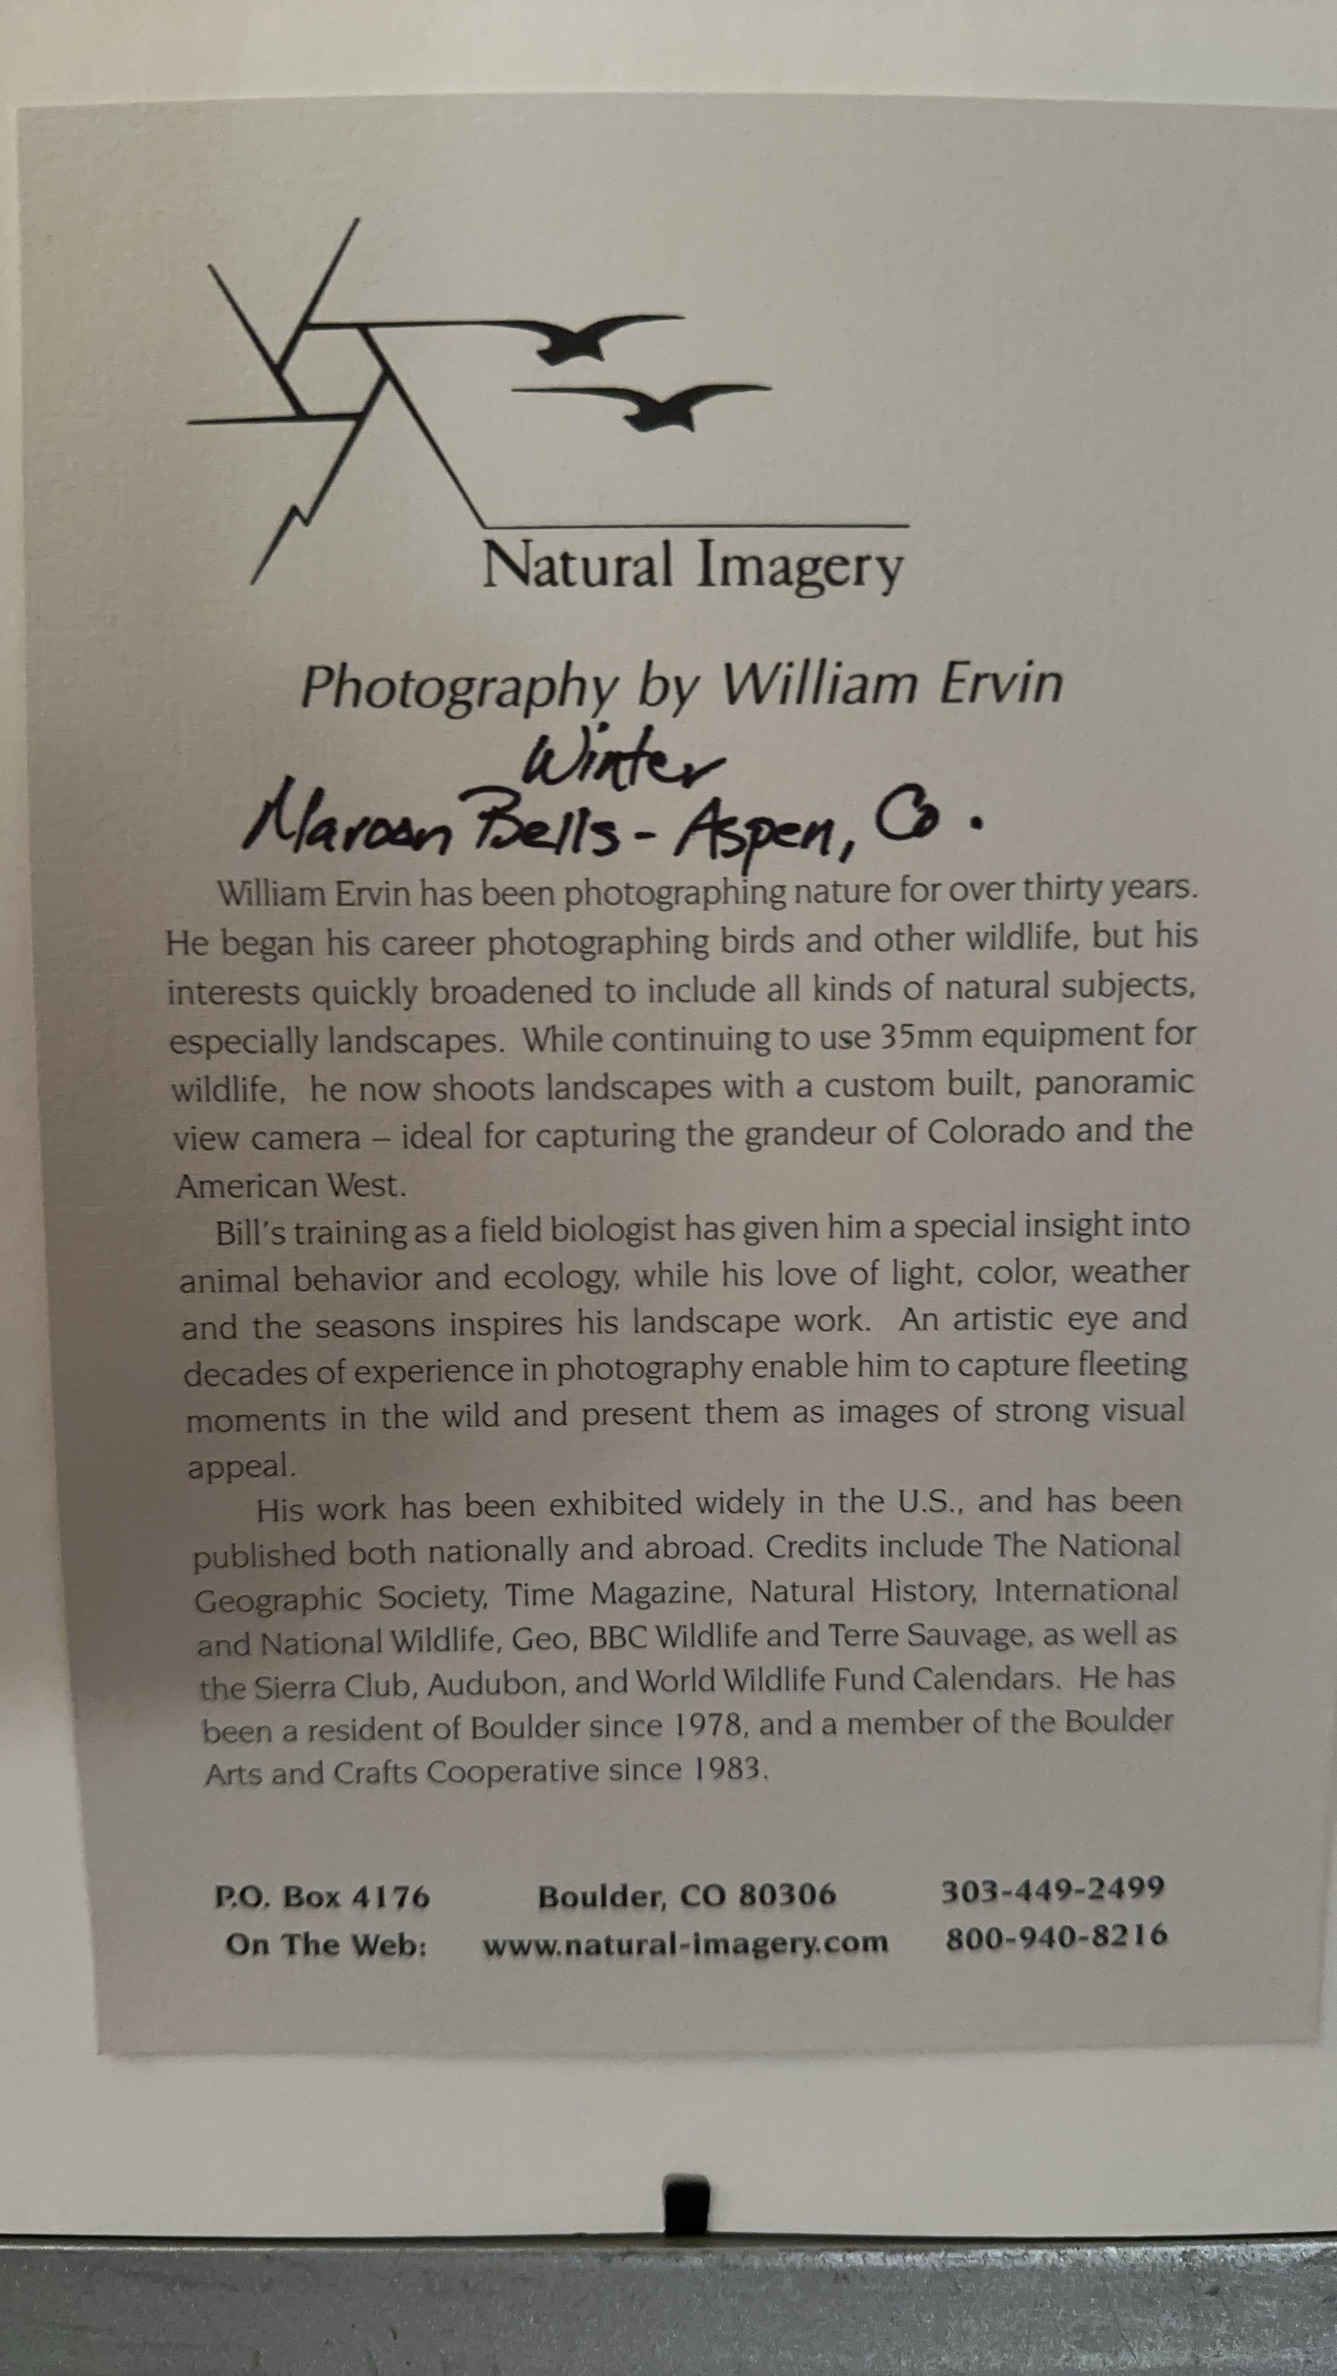 Natural Imagery
Photography by William Ervin
Winter
Maroon Bells - Aspen, Co.
William Ervin has been photographing nature for over thirty years.
He began his career photographing birds and other wildlife, but his
interests quickly broadened to include all kinds of natural subjects,
especially landscapes. While continuing to use 35mm equipment for
wildlife, he now shoots landscapes with a custom built, panoramic
view camera – ideal for capturing the grandeur of Colorado and the
American West.
Bill's training as a field biologist has given him a special insight into
animal behavior and ecology, while his love of light, color, weather
and the seasons inspires his landscape work. An artistic eye and
decades of experience in photography enable him to capture fleeting
moments in the wild and present them as images of strong visual
appeal.
His work has been exhibited widely in the U.S., and has been
published both nationally and abroad. Credits include The National
Geographic Society, Time Magazine, Natural History, International
and National Wildlife, Geo, BBC Wildlife and Terre Sauvage, as well as
the Sierra Club, Audubon, and World Wildlife Fund Calendars. He has
been a resident of Boulder since 1978, and a member of the Boulder
Arts and Crafts Cooperative since 1983.
P.O. Box 4176 Boulder, CO 80306 303-449-2499
On The Web: www.natural-imagery.com 800-940-8216